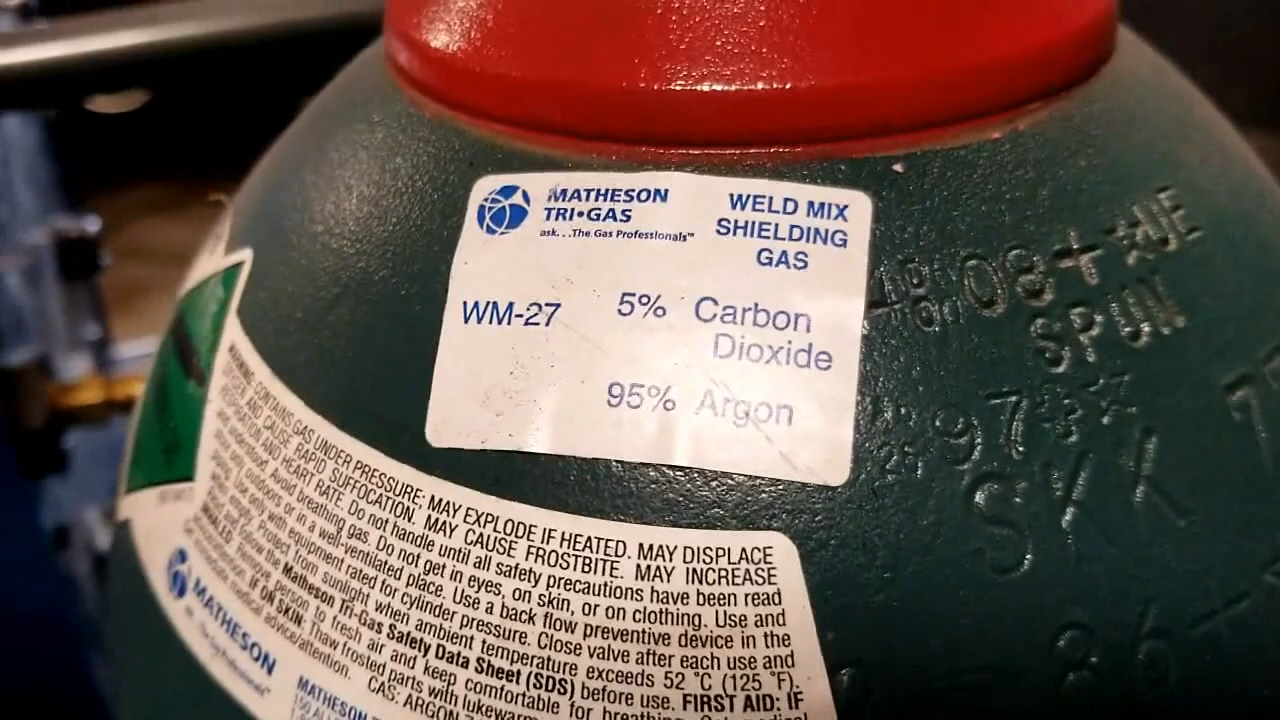 MATHESON
TRI•GAS
ask. . .The Gas Professionals™
WELD MIX
SHIELDING
GAS
WM-27
5% Carbon
Dioxide
95% Argon
08+
SPUN
97
SKK
86
WARNING: CONTAINS GAS UNDER PRESSURE; MAY EXPLODE IF HEATED. MAY DISPLACE
AND CAUSE RAPID SUFFOCATION. MAY CAUSE FROSTBITE. MAY INCREASE
RESPIRATION AND HEART RATE. Do not handle until all safety precautions have been read
and understood. Avoid breathing gas. Do not get in eyes, on skin, or on clothing. Use and
outdoors or in a well-ventilated place. Use a back flow preventive device in the
Use only with equipment rated for cylinder pressure. Close valve after each use and
Protect from sunlight when ambient temperature exceeds 52 °C (125 °F).
follow the Matheson Tri-Gas Safety Data Sheet (SDS) before use. FIRST AID: IF
INHALED: Remove person to fresh air and keep comfortable for breathing.
IF ON SKIN: Thaw frosted parts with lukewarm
medical advice/attention. CAS: ARGON
MATHESON
MATHESON